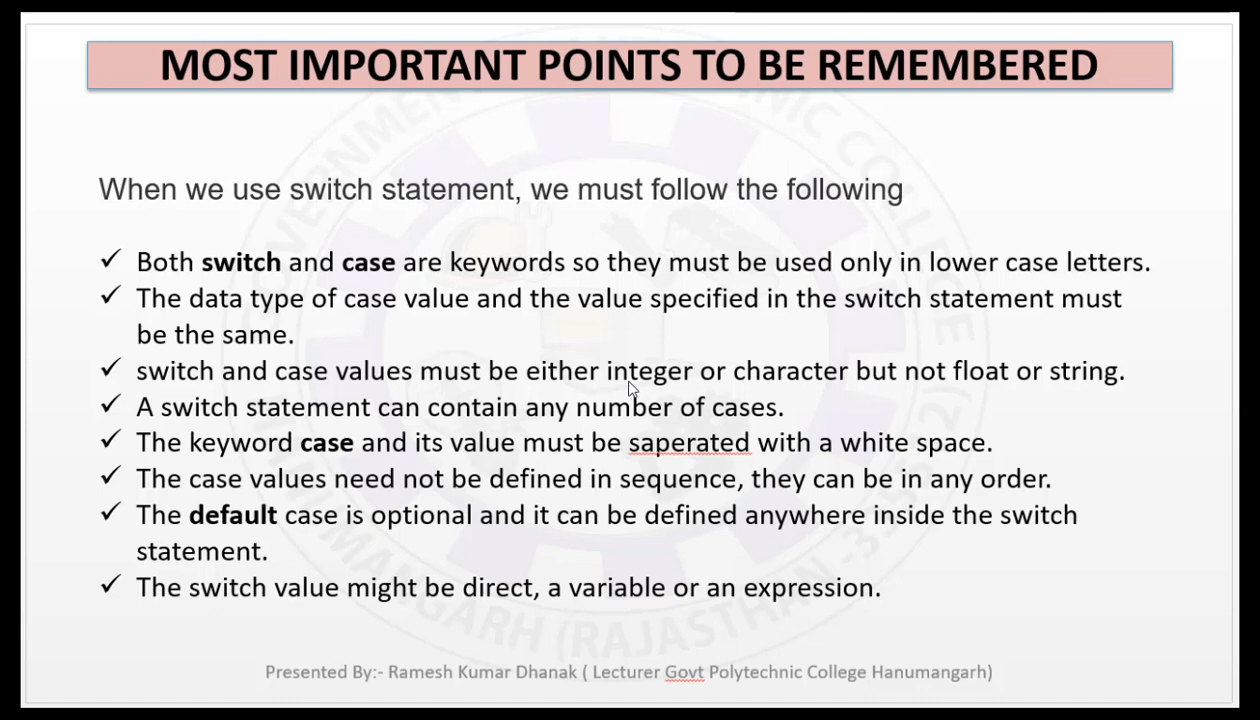 MOST IMPORTANT POINTS TO BE REMEMBERED
When we use switch statement, we must follow the following
✓ Both switch and case are keywords so they must be used only in lower case letters.
✓ The data type of case value and the value specified in the switch statement must
be the same.
✓ switch and case values must be either integer or character but not float or string.
✓ A switch statement can contain any number of cases.
✓ The keyword case and its value must be saperated with a white space.
✓ The case values need not be defined in sequence, they can be in any order.
✓ The default case is optional and it can be defined anywhere inside the switch
statement.
✓ The switch value might be direct, a variable or an expression.
Presented By:- Ramesh Kumar Dhanak ( Lecturer Govt Polytechnic College Hanumangarh)